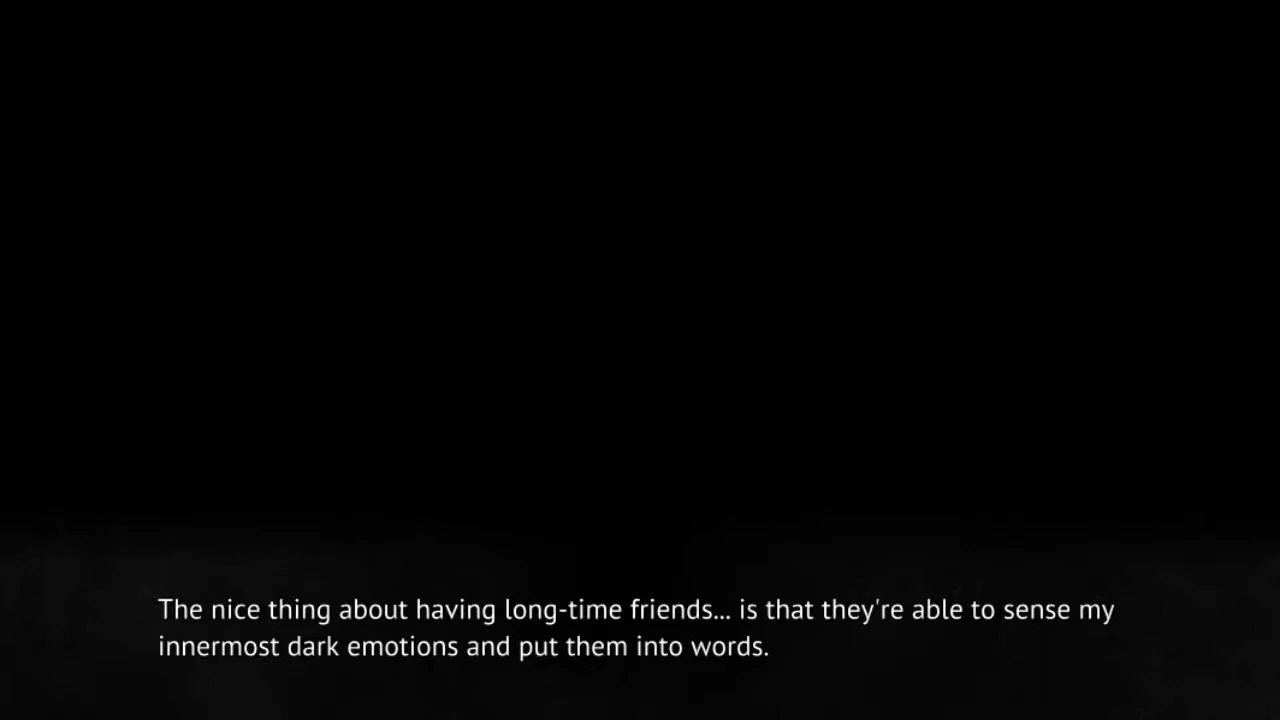 The nice thing about having long-time friends... is that they're able to sense my
innermost dark emotions and put them into words.